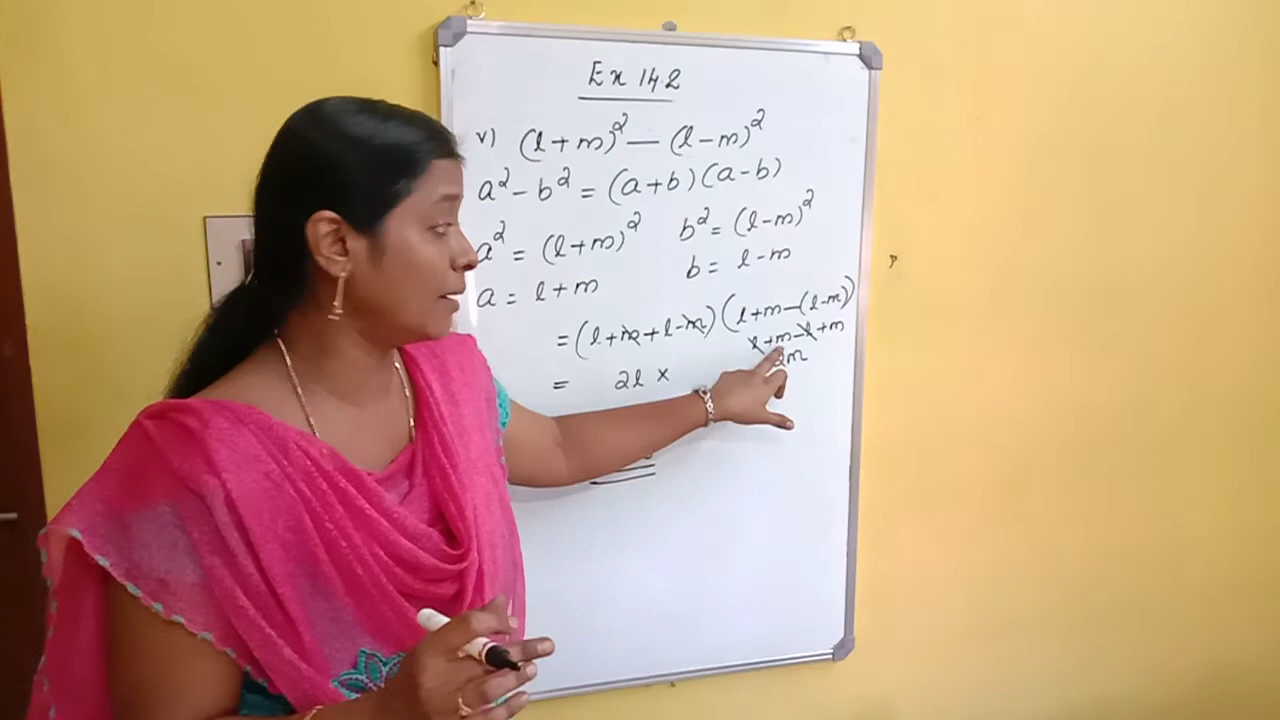 Ex 14.2
v) (l+m)² — (l-m)²
a² - b² = (a+b)(a-b)
a² = (l+m)² b² = (l-m)²
a = l+m b = l-m
= (l+m+l-m)(l+m-(l-m))
l+m-l+m
= 2l × 2m